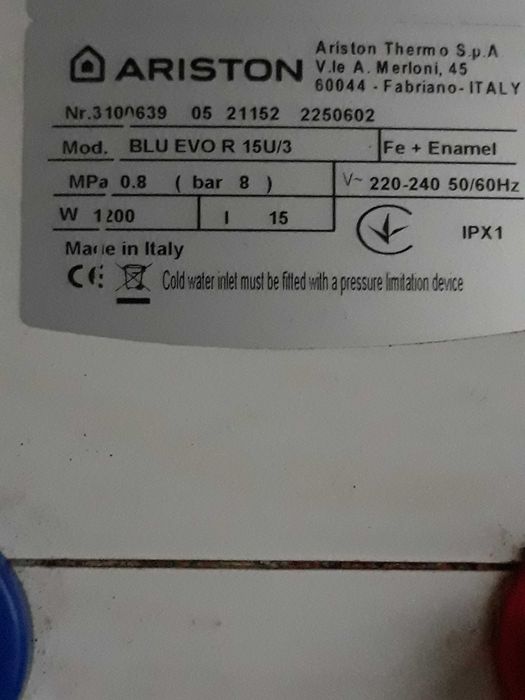 ARISTON
Ariston Thermo S.p.A
V.le A. Merloni, 45
60044 - Fabriano - ITALY
Nr.3100639 05 21152 2250602
Mod. BLU EVO R 15U/3 Fe + Enamel
MPa 0.8 ( bar 8 ) V~ 220-240 50/60Hz
W 1200 l 15 IPX1
Made in Italy
CE Cold water inlet must be fitted with a pressure limitation device